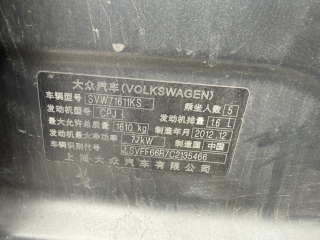 大众汽车(VOLKSWAGEN)
车辆型号 SVW71611KS 乘坐人数 5
发动机型号 CPJ 发动机排量 1.6 L
最大允许总质量 1610 kg 制造年月 2012.12
发动机最大净功率 77kW 制造国 中国
车辆识别代号 LSVFF66R7C2135466
上海大众汽车有限公司